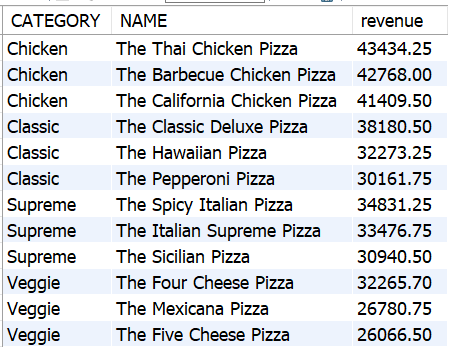 CATEGORY NAME revenue
Chicken The Thai Chicken Pizza 43434.25
Chicken The Barbecue Chicken Pizza 42768.00
Chicken The California Chicken Pizza 41409.50
Classic The Classic Deluxe Pizza 38180.50
Classic The Hawaiian Pizza 32273.25
Classic The Pepperoni Pizza 30161.75
Supreme The Spicy Italian Pizza 34831.25
Supreme The Italian Supreme Pizza 33476.75
Supreme The Sicilian Pizza 30940.50
Veggie The Four Cheese Pizza 32265.70
Veggie The Mexicana Pizza 26780.75
Veggie The Five Cheese Pizza 26066.50